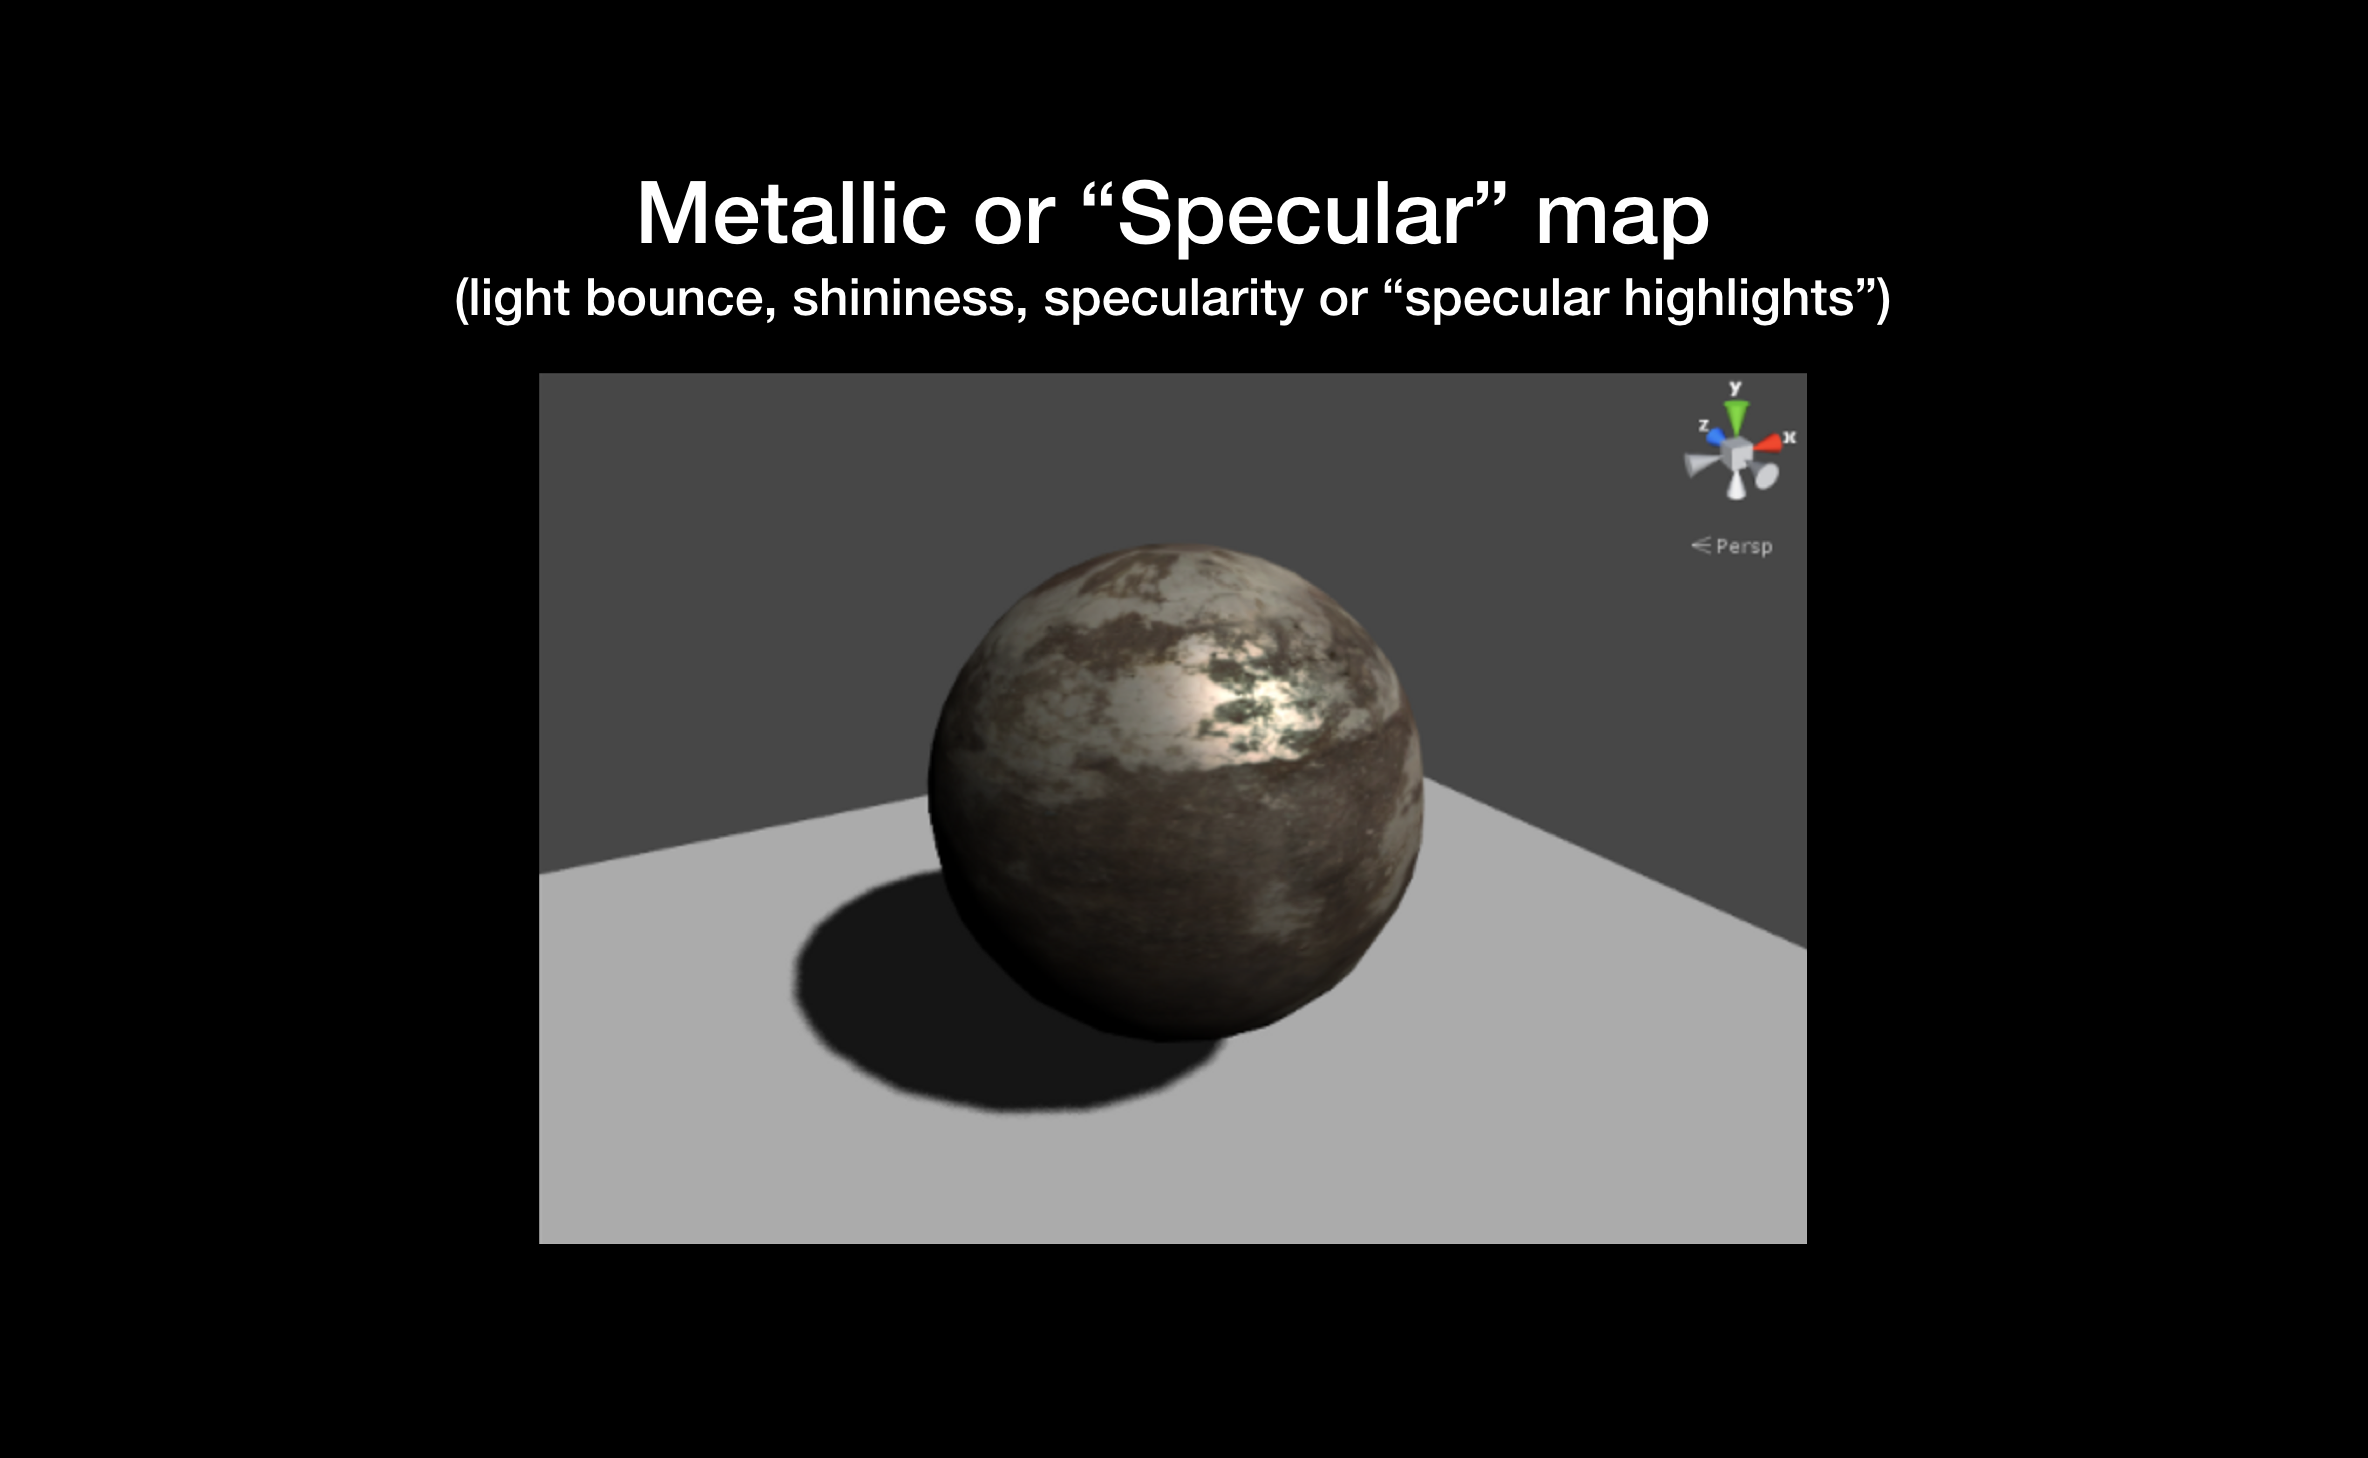 Metallic or “Specular” map
(light bounce, shininess, specularity or “specular highlights”)
Y
Z
X
Persp